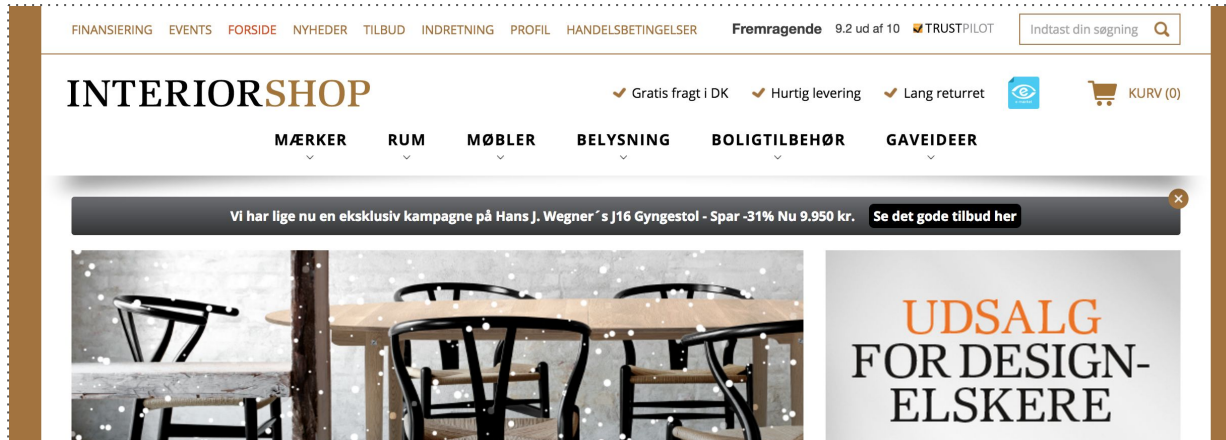 FINANSIERING EVENTS FORSIDE NYHEDER TILBUD INDRETNING PROFIL HANDELSBETINGELSER Fremragende 9.2 ud af 10 TRUSTPILOT Indtast din søgning
INTERIORSHOP Gratis fragt i DK Hurtig levering Lang returret e KURV (0)
MÆRKER RUM MØBLER BELYSNING BOLIGTILBEHØR GAVEIDEER
Vi har lige nu en eksklusiv kampagne på Hans J. Wegner´s J16 Gyngestol - Spar -31% Nu 9.950 kr. Se det gode tilbud her
UDSALG
FOR DESIGN-
ELSKERE